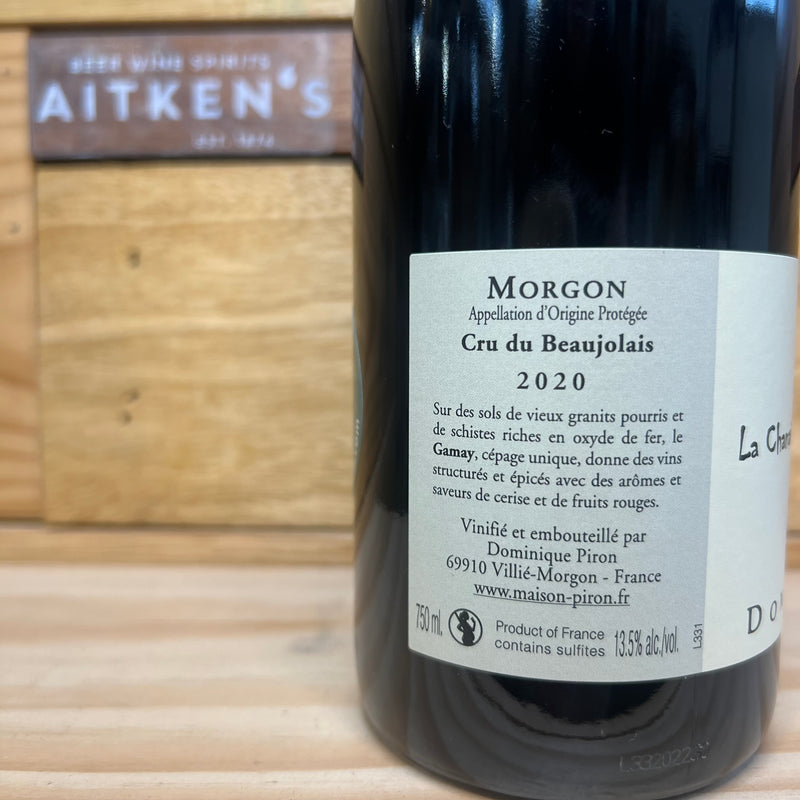 BEER WINE SPIRITS
AITKEN'S
EST. 1874
MORGON
Appellation d'Origine Protégée
Cru du Beaujolais
2020
Sur des sols de vieux granits pourris et
de schistes riches en oxyde de fer, le
Gamay, cépage unique, donne des vins
structurés et épicés avec des arômes et
saveurs de cerise et de fruits rouges.
Vinifié et embouteillé par
Dominique Piron
69910 Villié-Morgon - France
www.maison-piron.fr
750 ml.
Product of France
contains sulfites
13.5% alc./vol.
L331
La